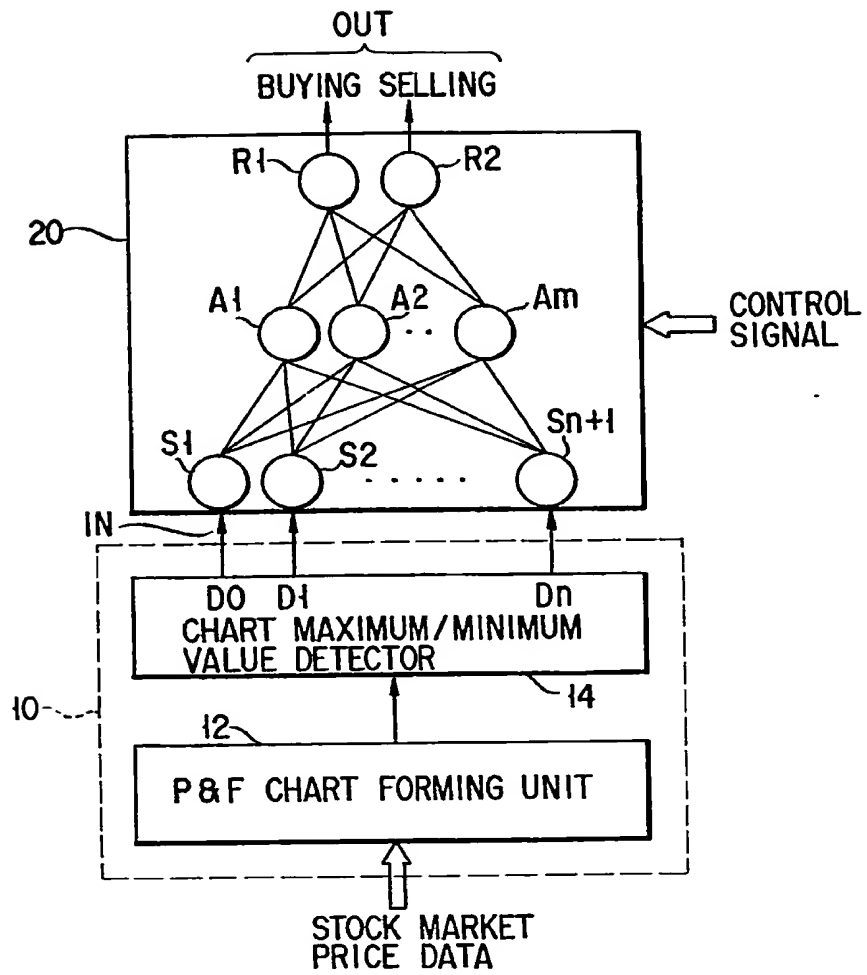 OUT
BUYING SELLING
R1
R2
20
A1
A2
Am
CONTROL
SIGNAL
S1
S2
Sn+1
IN
D0 D1 Dn
CHART MAXIMUM/MINIMUM
VALUE DETECTOR
14
10
12
P&F CHART FORMING UNIT
STOCK MARKET
PRICE DATA